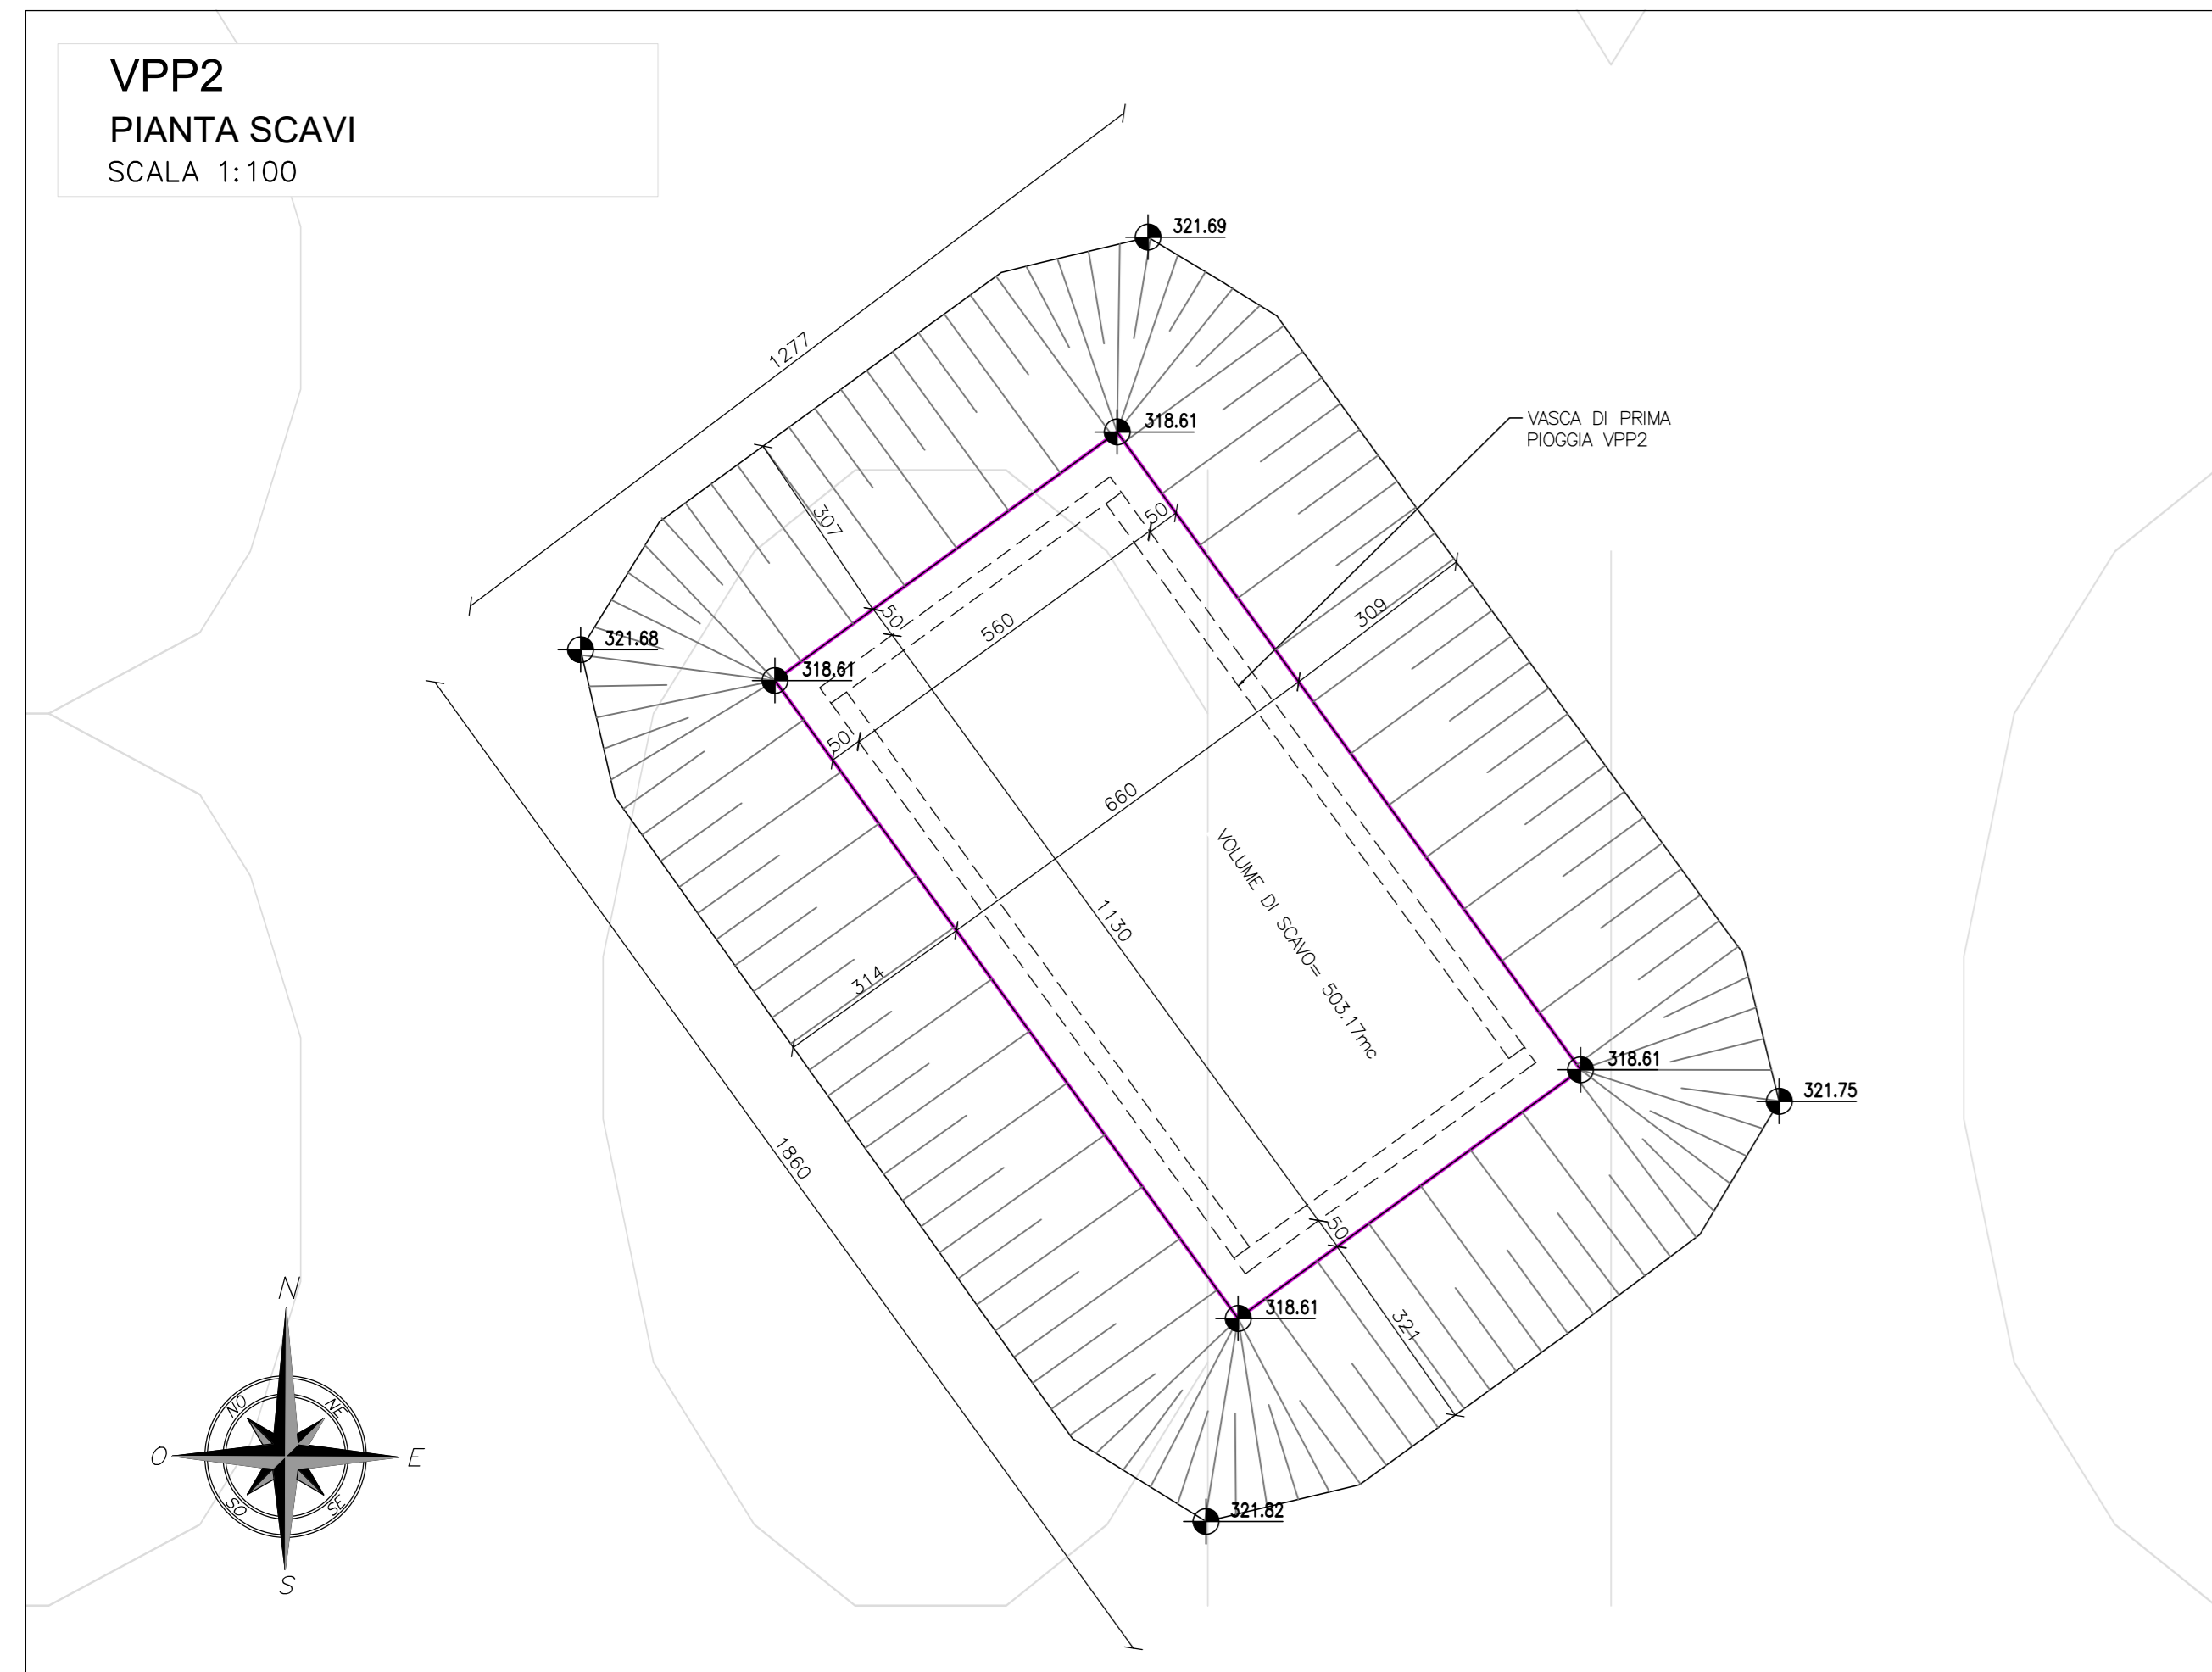 VPP2
PIANTA SCAVI
SCALA 1:100
321.69
1277
318.61
VASCA DI PRIMA
PIOGGIA VPP2
307
50
50
560
309
321.68
318.61
50
660
VOLUME DI SCAVO= 503.17mc
1130
314
318.61
321.75
1860
50
318.61
321
321.82
N
NO
NE
O
E
SO
SE
S